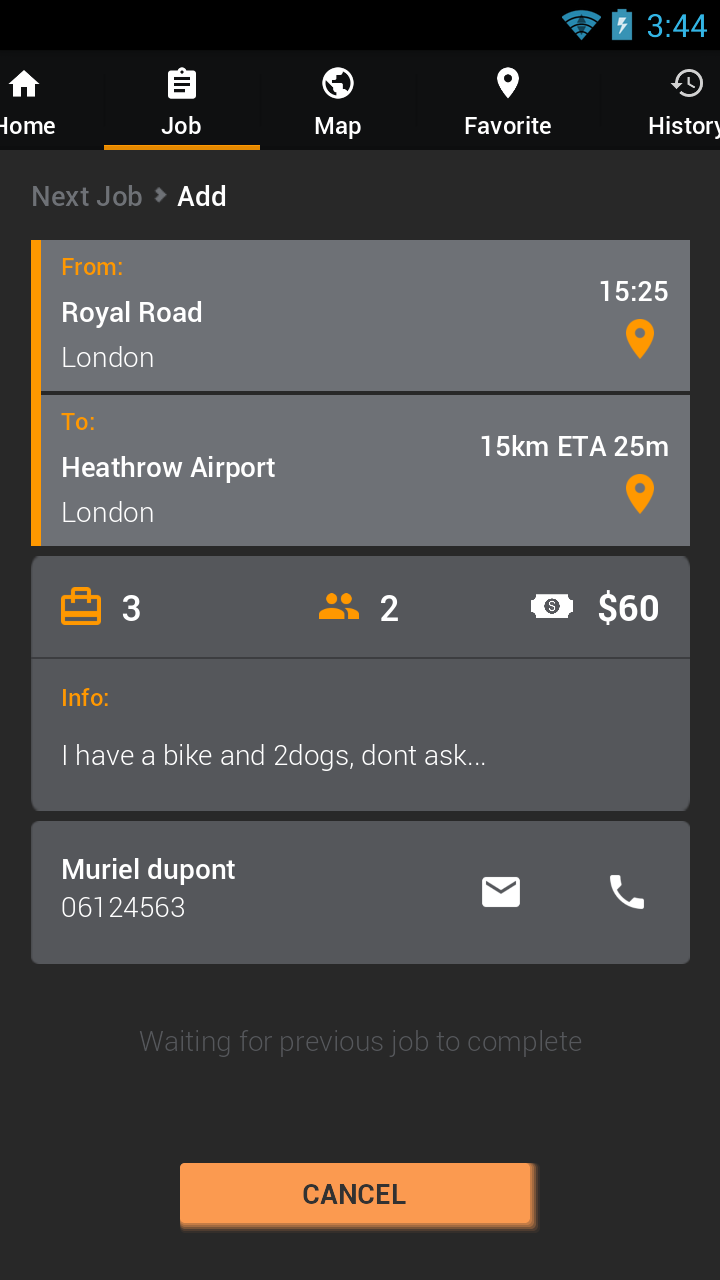 3:44
Home
Job
Map
Favorite
History
Next Job
Add
From:
Royal Road
London
15:25
To:
Heathrow Airport
London
15km ETA 25m
3
2
$
$60
Info:
I have a bike and 2dogs, dont ask...
Muriel dupont
06124563
Waiting for previous job to complete
CANCEL